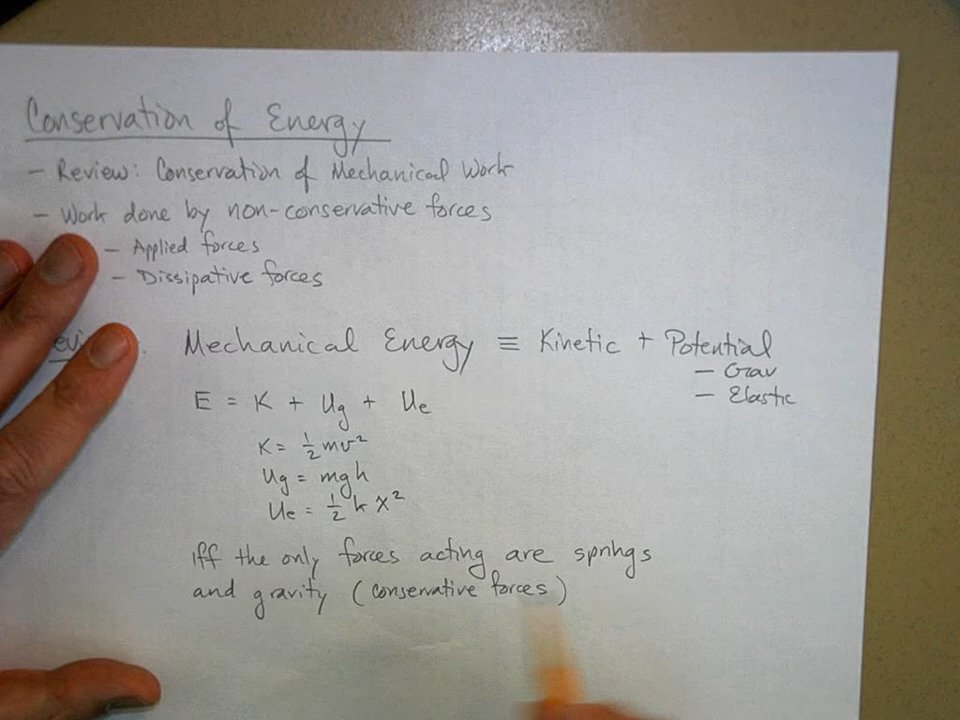 Conservation of Energy
- Review: Conservation of Mechanical Work
- Work done by non-conservative forces
- Applied forces
- Dissipative forces
Mechanical Energy ≡ Kinetic + Potential
- Grav
- Elastic
E = K + Ug + Ue
K = ½mv²
Ug = mgh
Ue = ½kx²
iff the only forces acting are springs
and gravity (conservative forces)